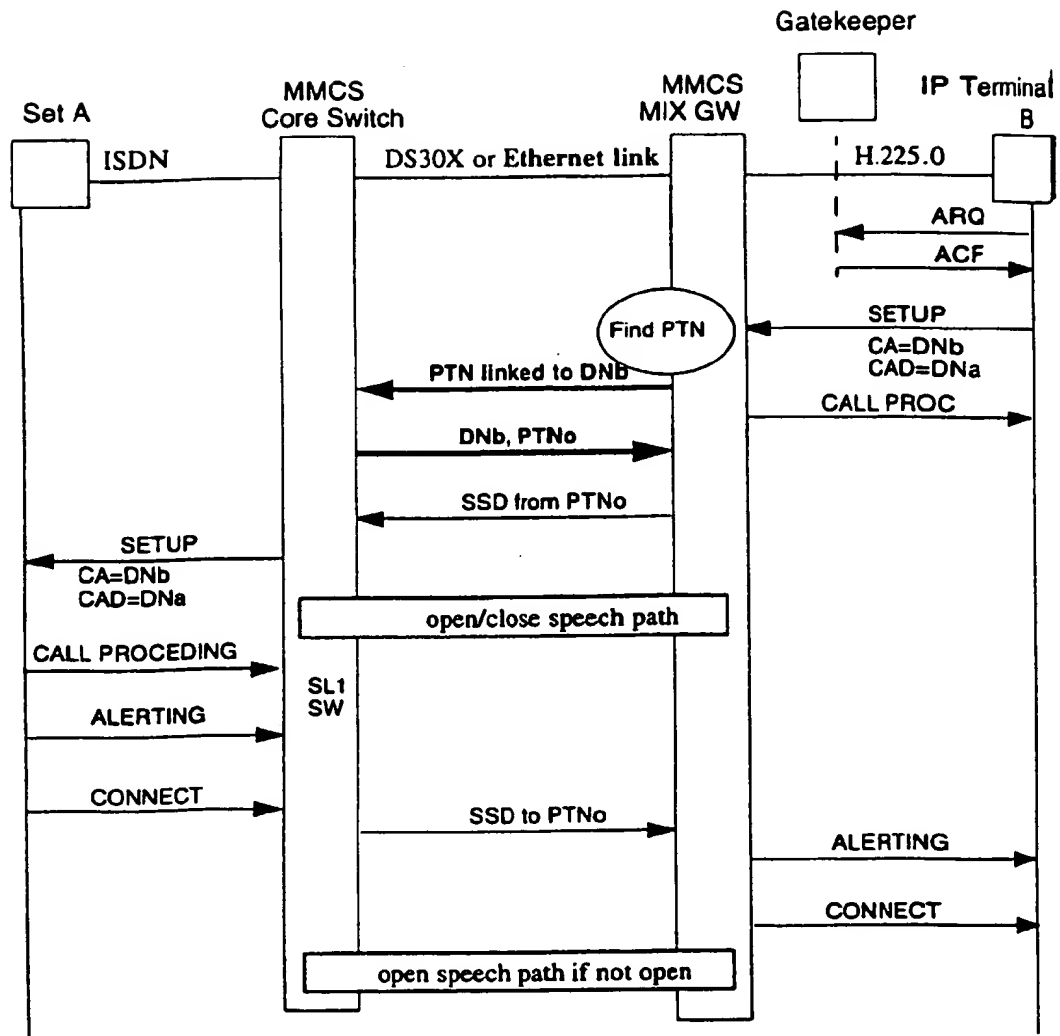 Gatekeeper
Set A
MMCS
Core Switch
MMCS
MIX GW
IP Terminal
B
ISDN
DS30X or Ethernet link
H.225.0
ARQ
ACF
Find PTN
SETUP
CA=DNb
CAD=DNa
PTN linked to DNb
CALL PROC
DNb, PTNo
SSD from PTNo
SETUP
CA=DNb
CAD=DNa
open/close speech path
CALL PROCEDING
SL1
SW
ALERTING
CONNECT
SSD to PTNo
ALERTING
CONNECT
open speech path if not open